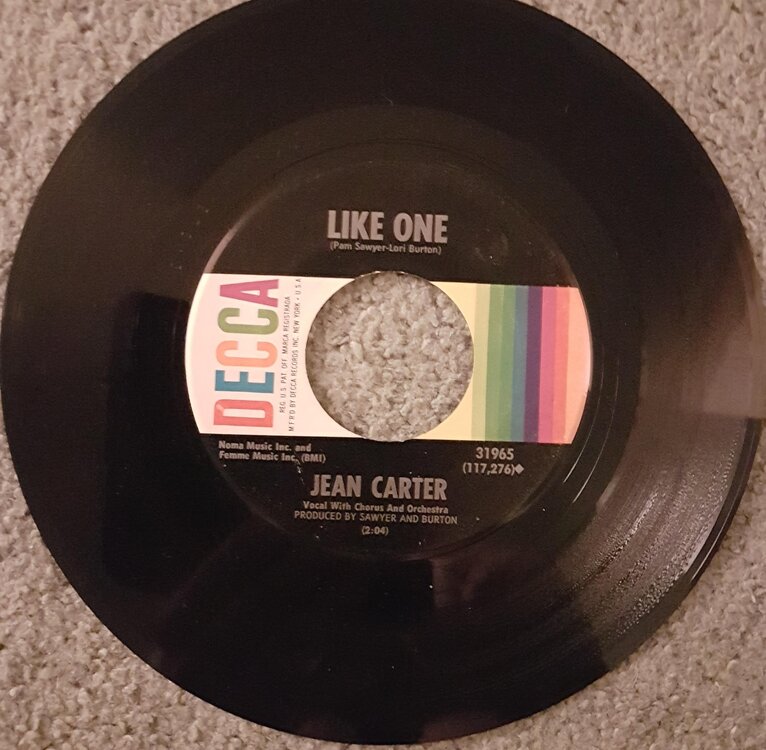 LIKE ONE
(Pam Sawyer-Lori Burton)
DECCA
REG. U.S. PAT. OFF. MARCA REGISTRADA
M'F'R'D BY DECCA RECORDS INC. NEW YORK • U S A
Noma Music Inc. and
Femme Music Inc. (BMI)
31965
(117,276)◆
JEAN CARTER
Vocal With Chorus And Orchestra
PRODUCED BY SAWYER AND BURTON
(2:04)